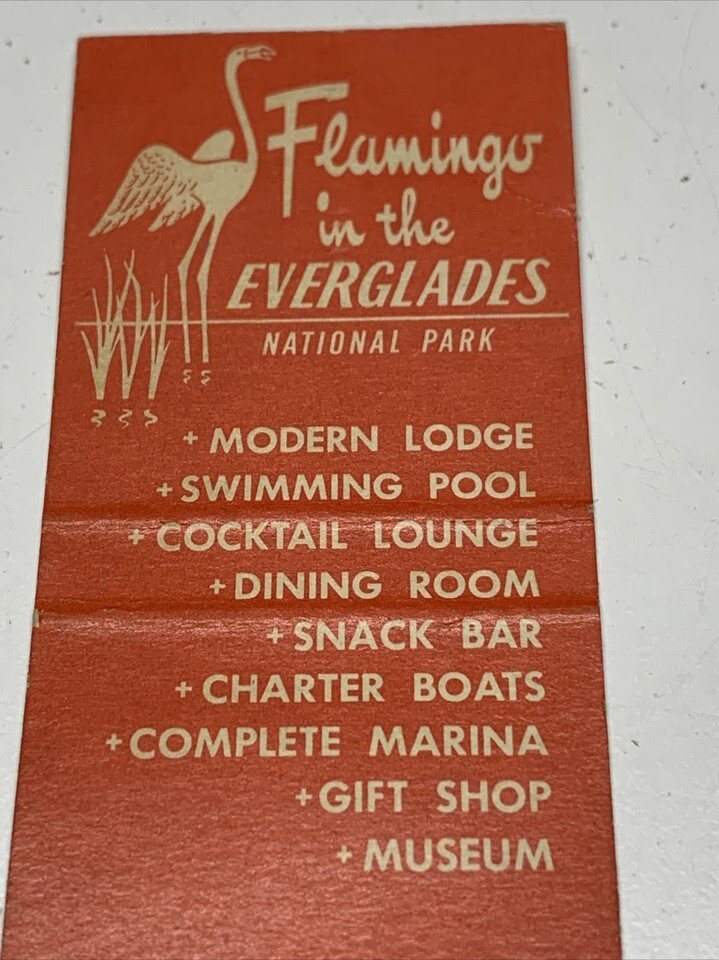 Flamingo
in the
EVERGLADES
NATIONAL PARK
+ MODERN LODGE
+ SWIMMING POOL
+ COCKTAIL LOUNGE
+ DINING ROOM
+ SNACK BAR
+ CHARTER BOATS
+ COMPLETE MARINA
+ GIFT SHOP
+ MUSEUM